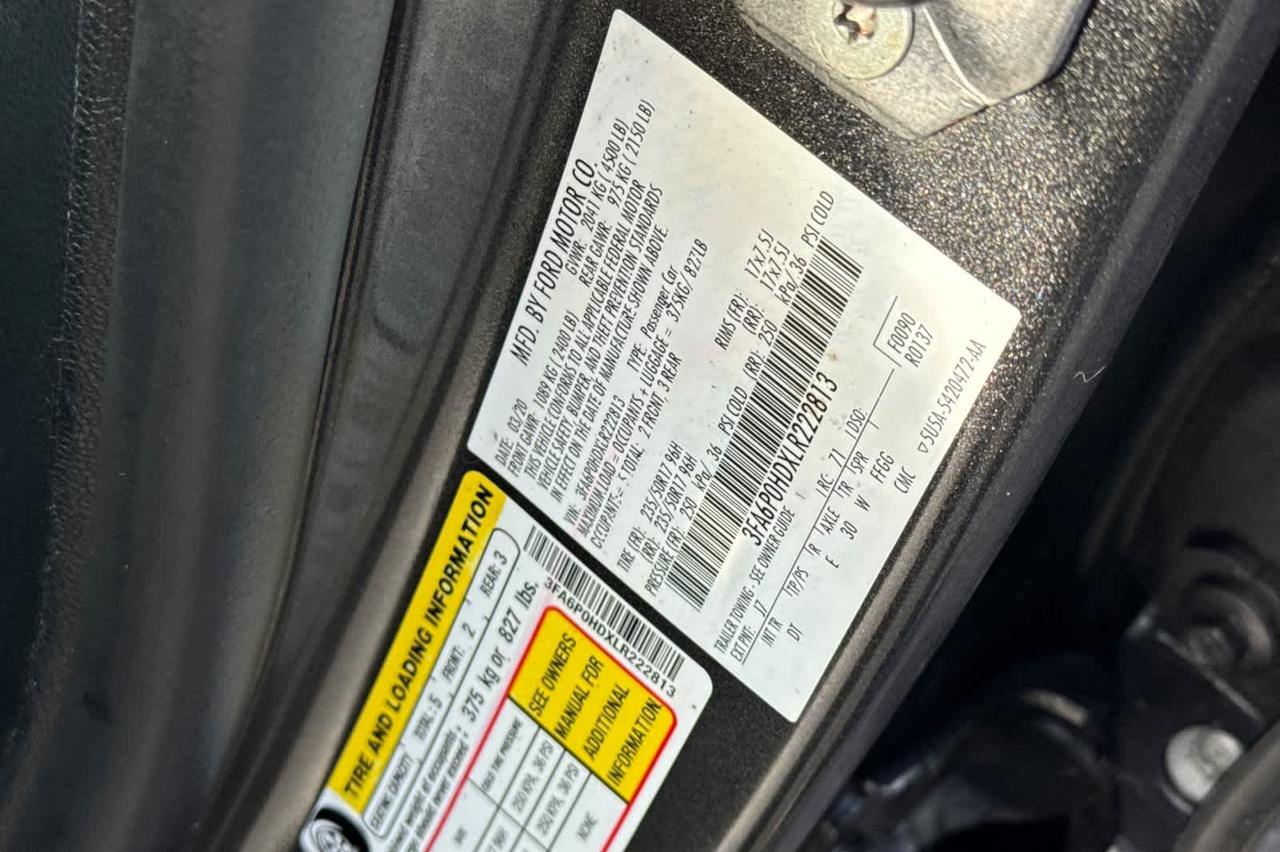 MFD. BY FORD MOTOR CO.
DATE: 03/20 GVWR: 2041 KG ( 4500 LB)
FRONT GAWR: 1089 KG ( 2400 LB) REAR GAWR: 975 KG ( 2150 LB)
THIS VEHICLE CONFORMS TO ALL APPLICABLE FEDERAL MOTOR
VEHICLE SAFETY, BUMPER, AND THEFT PREVENTION STANDARDS
IN EFFECT ON THE DATE OF MANUFACTURE SHOWN ABOVE.
VIN: 3FA6P0HDXLR222813 TYPE: Passenger Car
MAXIMUM LOAD = OCCUPANTS + LUGGAGE = 375KG/ 827LB
OCCUPANTS = 5 TOTAL: 2 FRONT, 3 REAR
TIRE (FR): 235/50R17 96H RIMS (FR): 17x7.5J
(RR): 235/50R17 96H (RR): 17x7.5J
PRESSURE (FR): 250 kPa/ 36 PSI COLD (RR): 250 kPa/ 36 PSI COLD
3FA6P0HDXLR222813
TRAILER TOWING - SEE OWNER GUIDE
EXT PNT: J7 RC: 71 DSO: F0090
INT TR TP/PS R AXLE TR SPR R0137
DT E 30 W FFGG
CMC 5U5A-5420472-AA
TIRE AND LOADING INFORMATION
SEATING CAPACITY TOTAL: 5 FRONT: 2 REAR: 3
weight of occupants
exceed 375 kg or 827 lbs.
3FA6P0HDXLR222813
COLD TIRE PRESSURE
250 KPA, 36 PSI
250 KPA, 36 PSI
NONE
SEE OWNERS
MANUAL FOR
ADDITIONAL
INFORMATION